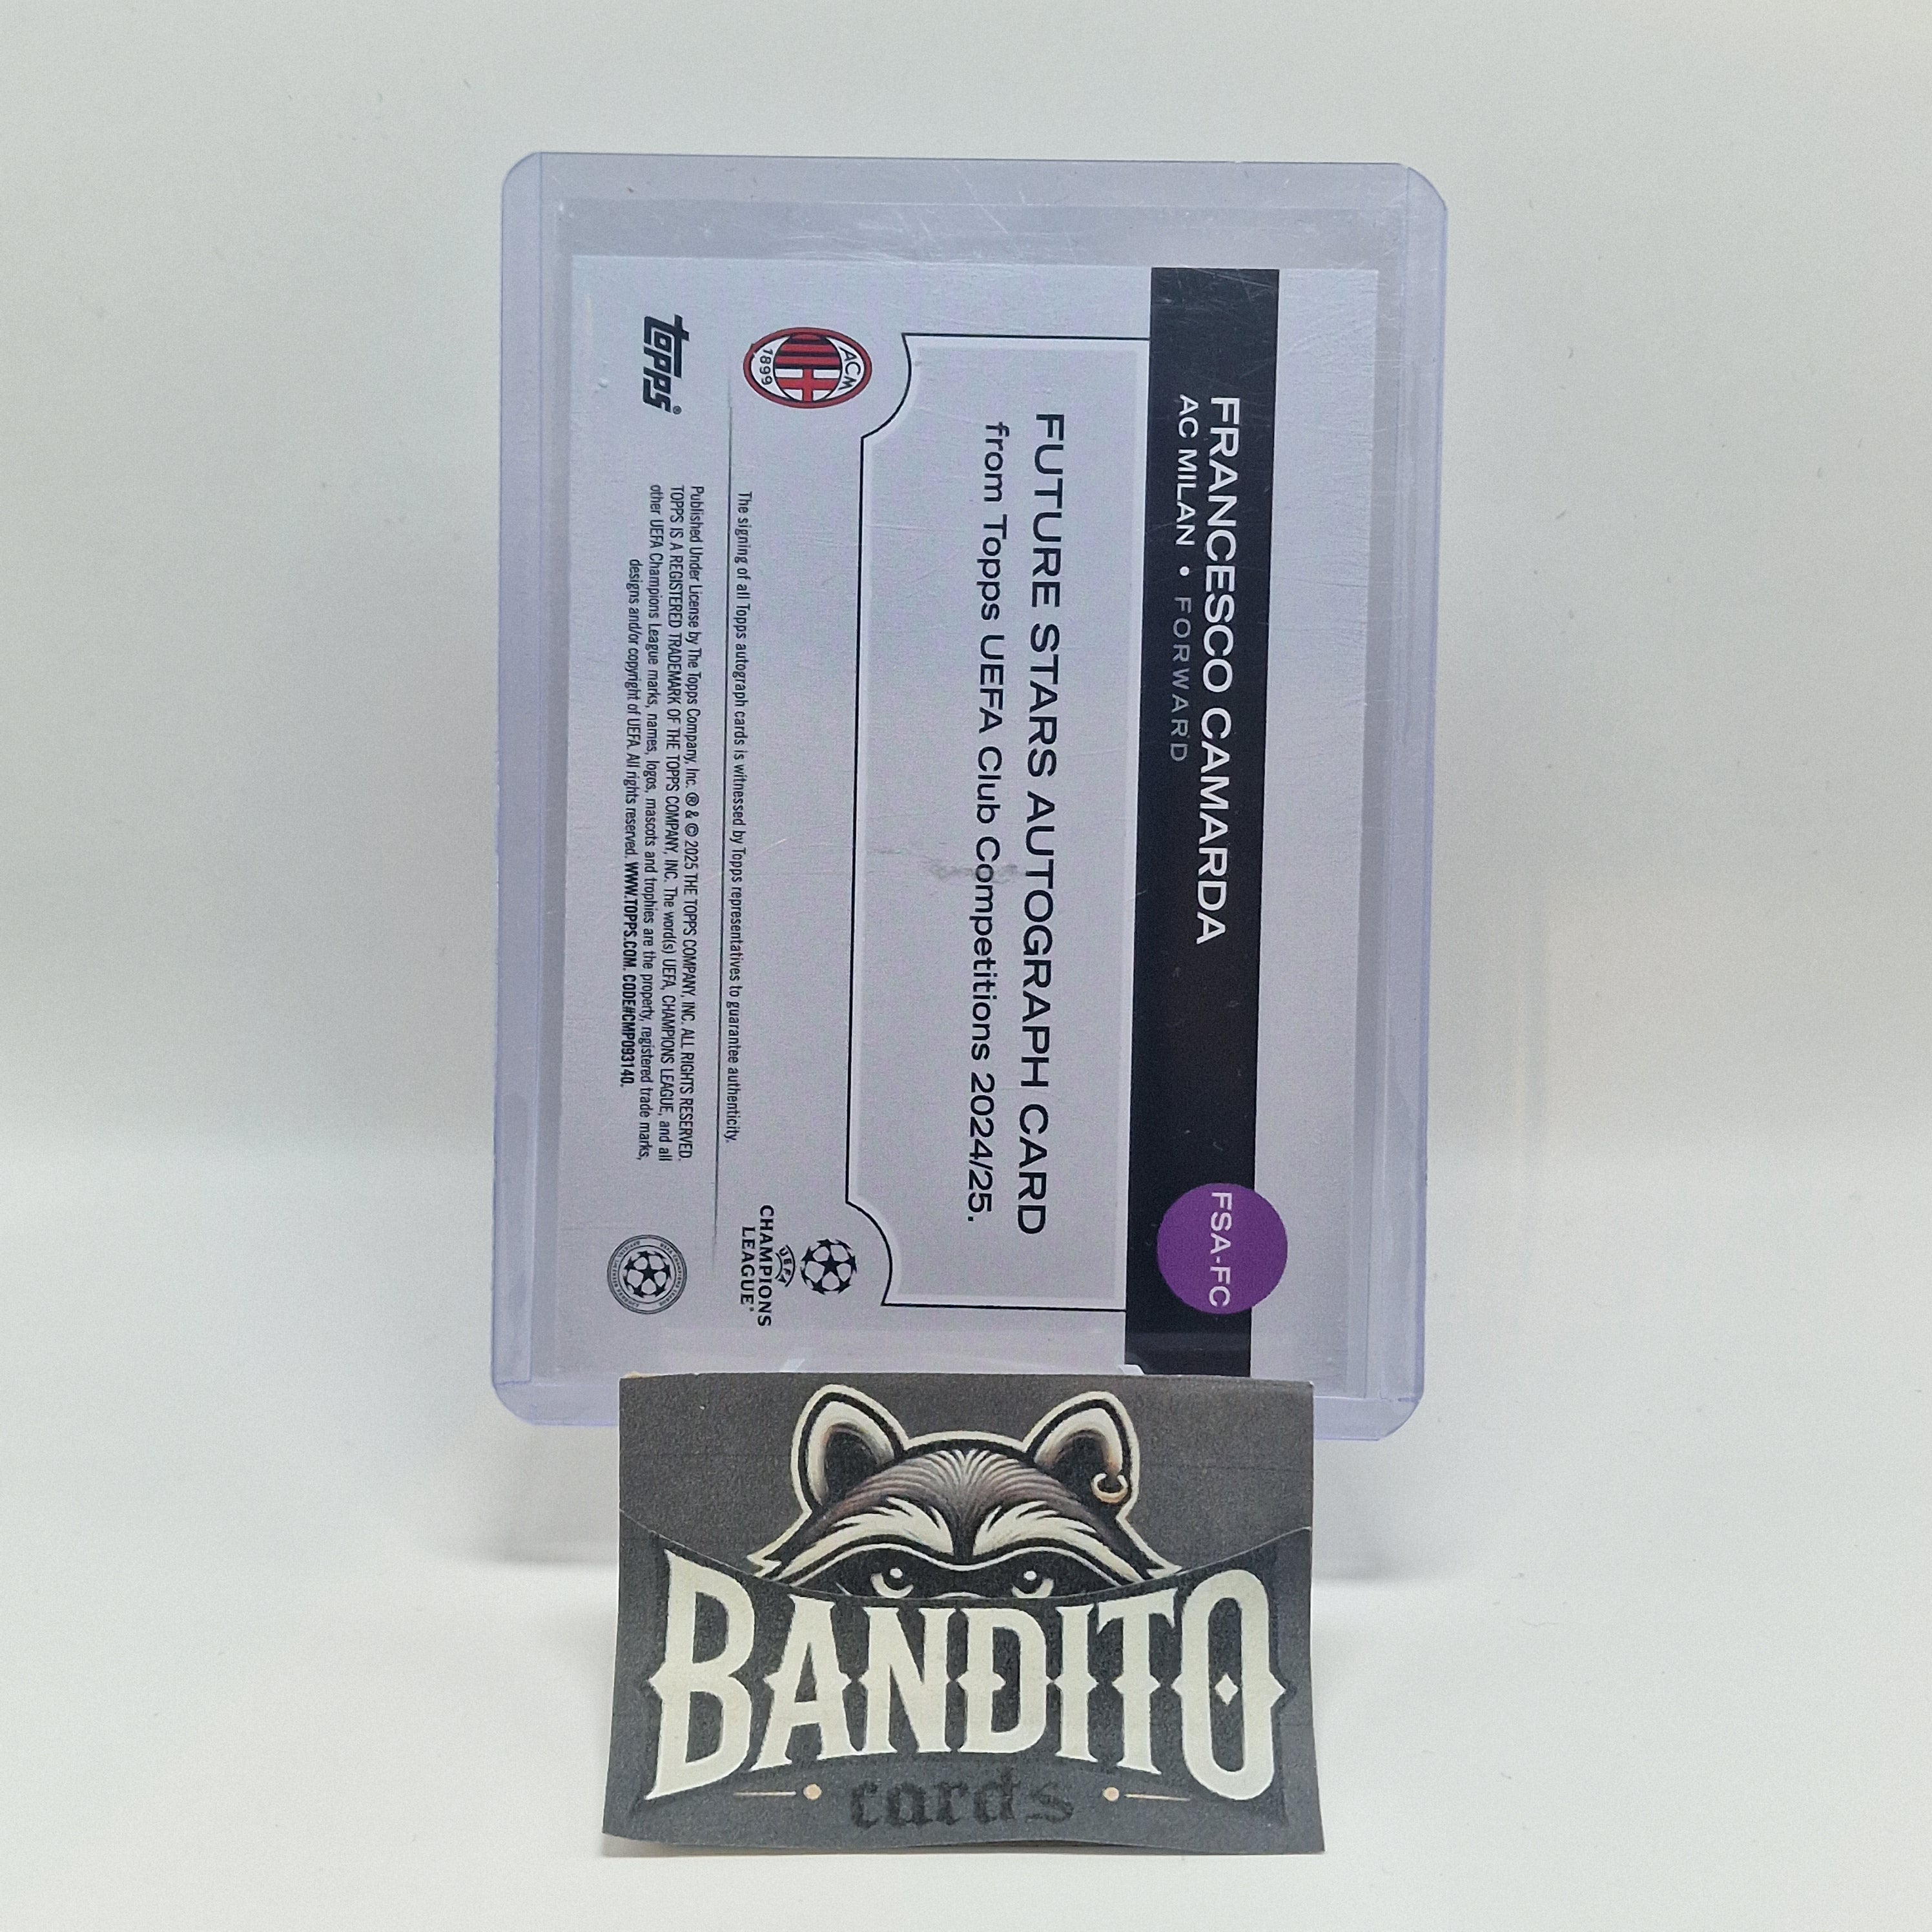 FRANCESCO CAMARDA
AC MILAN • FORWARD
FSA-FC
FUTURE STARS AUTOGRAPH CARD
from Topps UEFA Club Competitions 2024/25.
ACM
1899
UEFA
CHAMPIONS
LEAGUE®
The signing of all Topps autograph cards is witnessed by Topps representatives to guarantee authenticity.
topps®
Published Under License by The Topps Company, Inc. ® & © 2025 THE TOPPS COMPANY, INC. ALL RIGHTS RESERVED.
TOPPS IS A REGISTERED TRADEMARK OF THE TOPPS COMPANY, INC. The word(s) UEFA, CHAMPIONS LEAGUE, and all
other UEFA Champions League marks, names, logos, mascots and trophies are the property, registered trade marks,
designs and/or copyright of UEFA. All rights reserved. WWW.TOPPS.COM. CODE#CMP093140.
BANDITO
cards